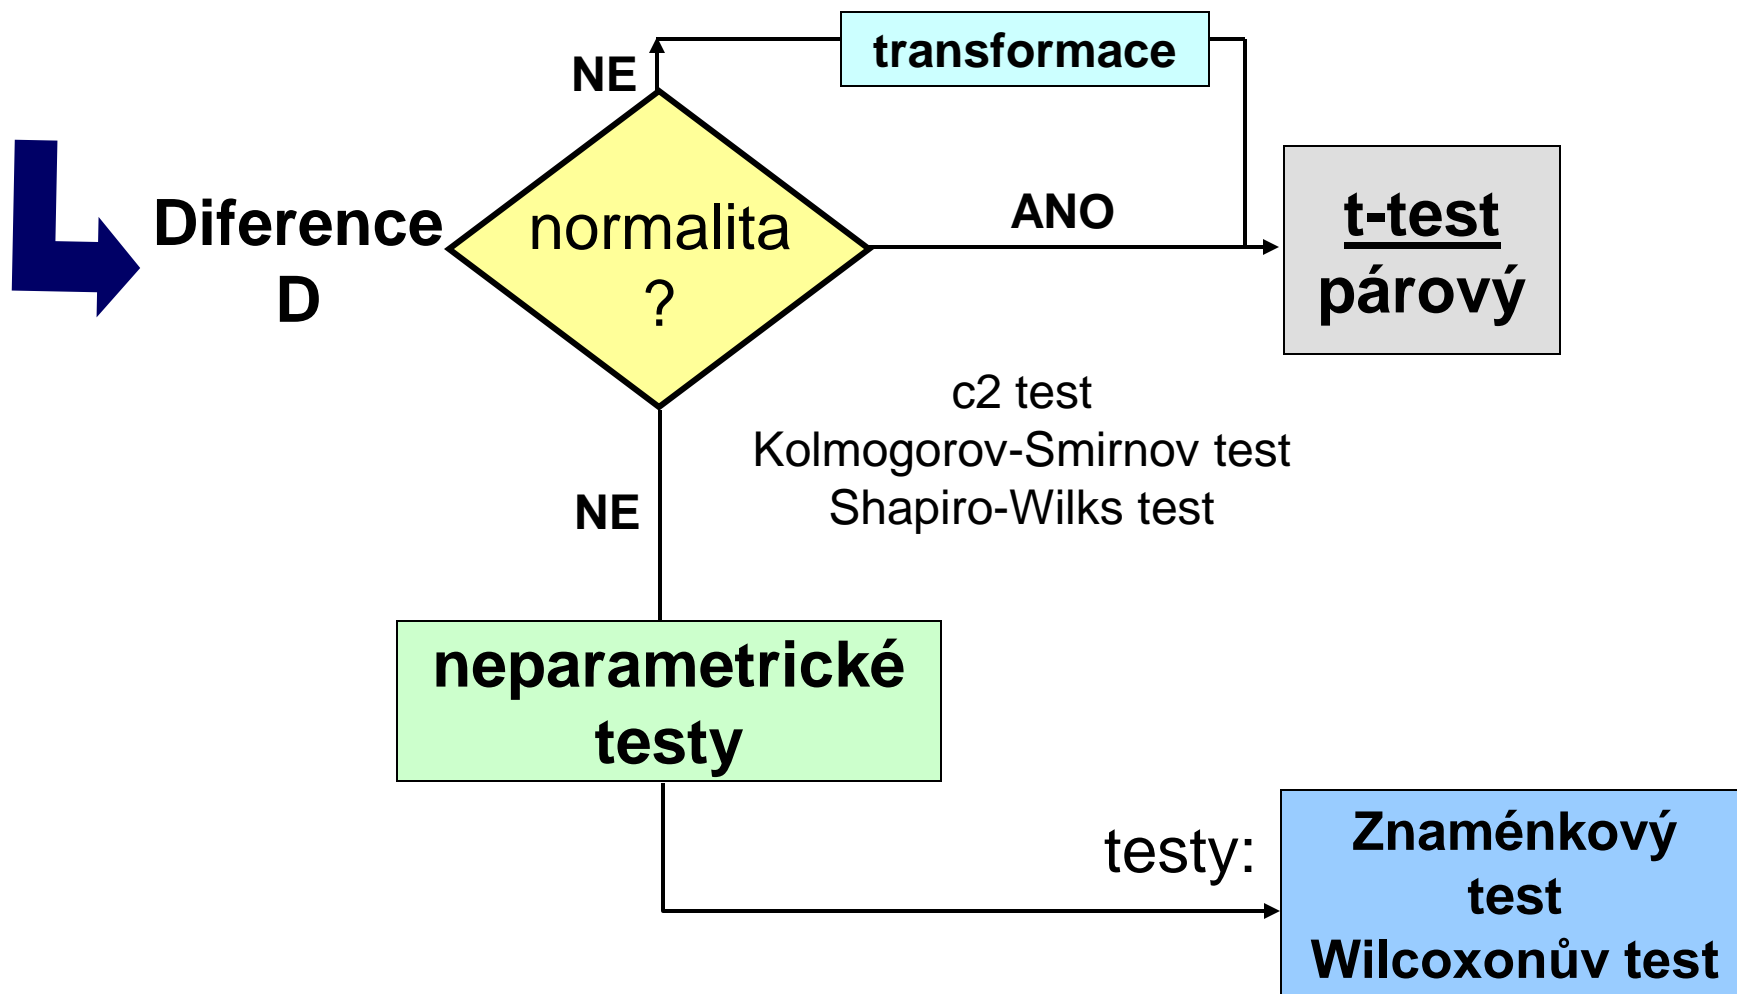 transformace
NE
Diference
D
normalita
?
ANO
t-test
párový
c2 test
Kolmogorov-Smirnov test
Shapiro-Wilks test
NE
neparametrické
testy
testy:
Znaménkový
test
Wilcoxonův test